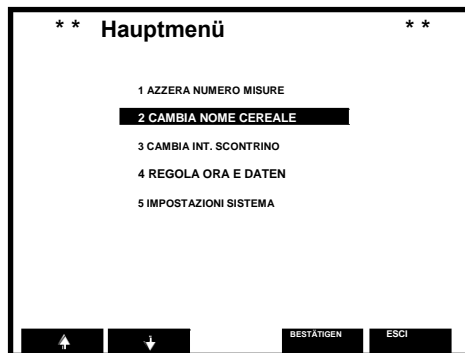 * * Hauptmenü * *
1 AZZERA NUMERO MISURE
2 CAMBIA NOME CEREALE
3 CAMBIA INT. SCONTRINO
4 REGOLA ORA E DATEN
5 IMPOSTAZIONI SISTEMA
BESTÄTIGEN ESCI